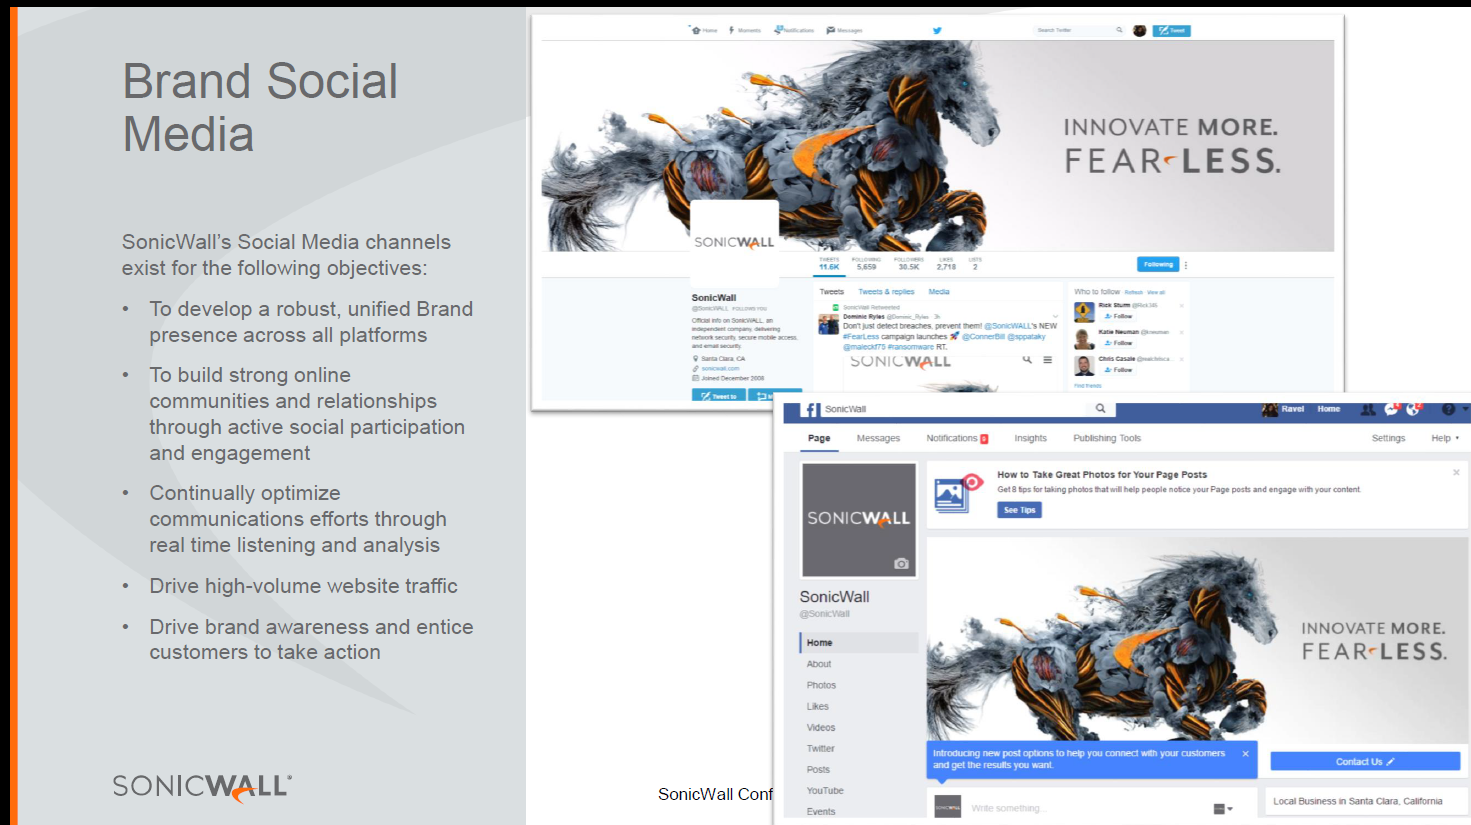 Brand Social
Media
SonicWall's Social Media channels
exist for the following objectives:
• To develop a robust, unified Brand
presence across all platforms
• To build strong online
communities and relationships
through active social participation
and engagement
• Continually optimize
communications efforts through
real time listening and analysis
• Drive high-volume website traffic
• Drive brand awareness and entice
customers to take action
SONICWALL
SonicWall Conf
Home Moments Notifications Messages
Search Twitter
Tweet
INNOVATE MORE.
FEAR LESS.
SONICWALL
TWEETS FOLLOWING FOLLOWERS LIKES LISTS
11.6K 5,659 30.5K 2,718 2
Following
SonicWall
@SonicWALL FOLLOWS YOU
Official info on SonicWALL, an
independent company, delivering
network security, secure mobile access,
and email security
Santa Clara, CA
sonicwall.com
Joined December 2008
Tweet to
Tweets Tweets & replies Media
SonicWall Retweeted
Dominic Ryles @Dominic_Ryles · 3h
Don't just detect breaches, prevent them! @SonicWALL's NEW
#FearLess campaign launches @ConnerBill @sppataky
@maleckf75 #ransomware RT.
SONICWALL
Who to follow · Refresh · View all
Rick Sturm @Rick345
Follow
Katie Neuman
Follow
Chris Casale
Follow
Find friends
SonicWall
Ravel Home
Page Messages Notifications 9 Insights Publishing Tools Settings Help
SONICWALL
SonicWall
@SonicWall
Home
About
Photos
Likes
Videos
Twitter
Posts
YouTube
Events
How to Take Great Photos for Your Page Posts
Get 8 tips for taking photos that will help people notice your Page posts and engage with your content.
See Tips
INNOVATE MORE.
FEAR LESS.
Introducing new post options to help you connect with your customers
and get the results you want.
Contact Us
Write something...
Local Business in Santa Clara, California